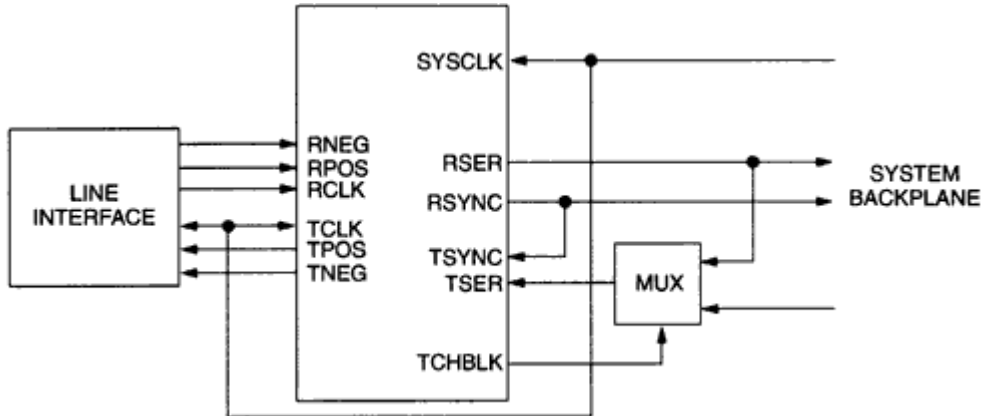 SYSCLK
RNEG
RPOS
RCLK
TCLK
TPOS
TNEG
LINE
INTERFACE
RSER
RSYNC
TSYNC
TSER
TCHBLK
MUX
SYSTEM
BACKPLANE